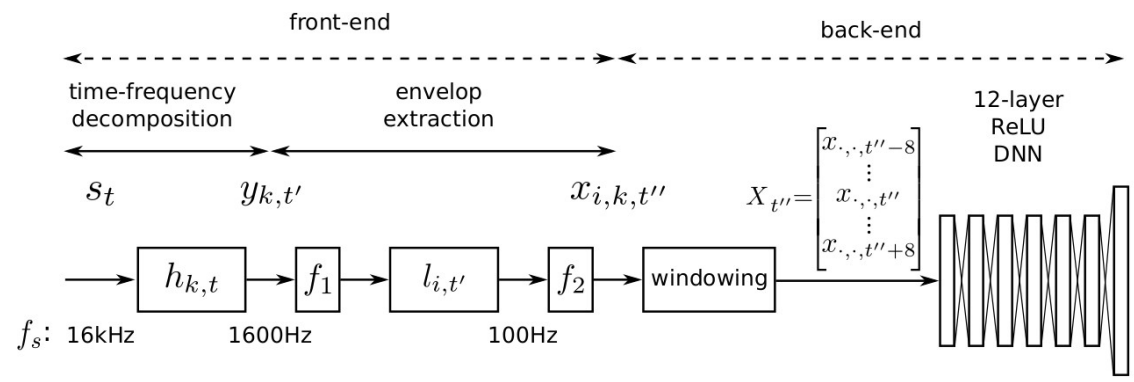 front-end
back-end
time-frequency
decomposition
envelop
extraction
12-layer
ReLU
DNN
s_t
y_{k,t'}
x_{i,k,t''}
X_{t''}=[x_{·,·,t''-8}
⋮
x_{·,·,t''}
⋮
x_{·,·,t''+8}]
h_{k,t}
f_1
l_{i,t'}
f_2
windowing
f_s: 16kHz
1600Hz
100Hz